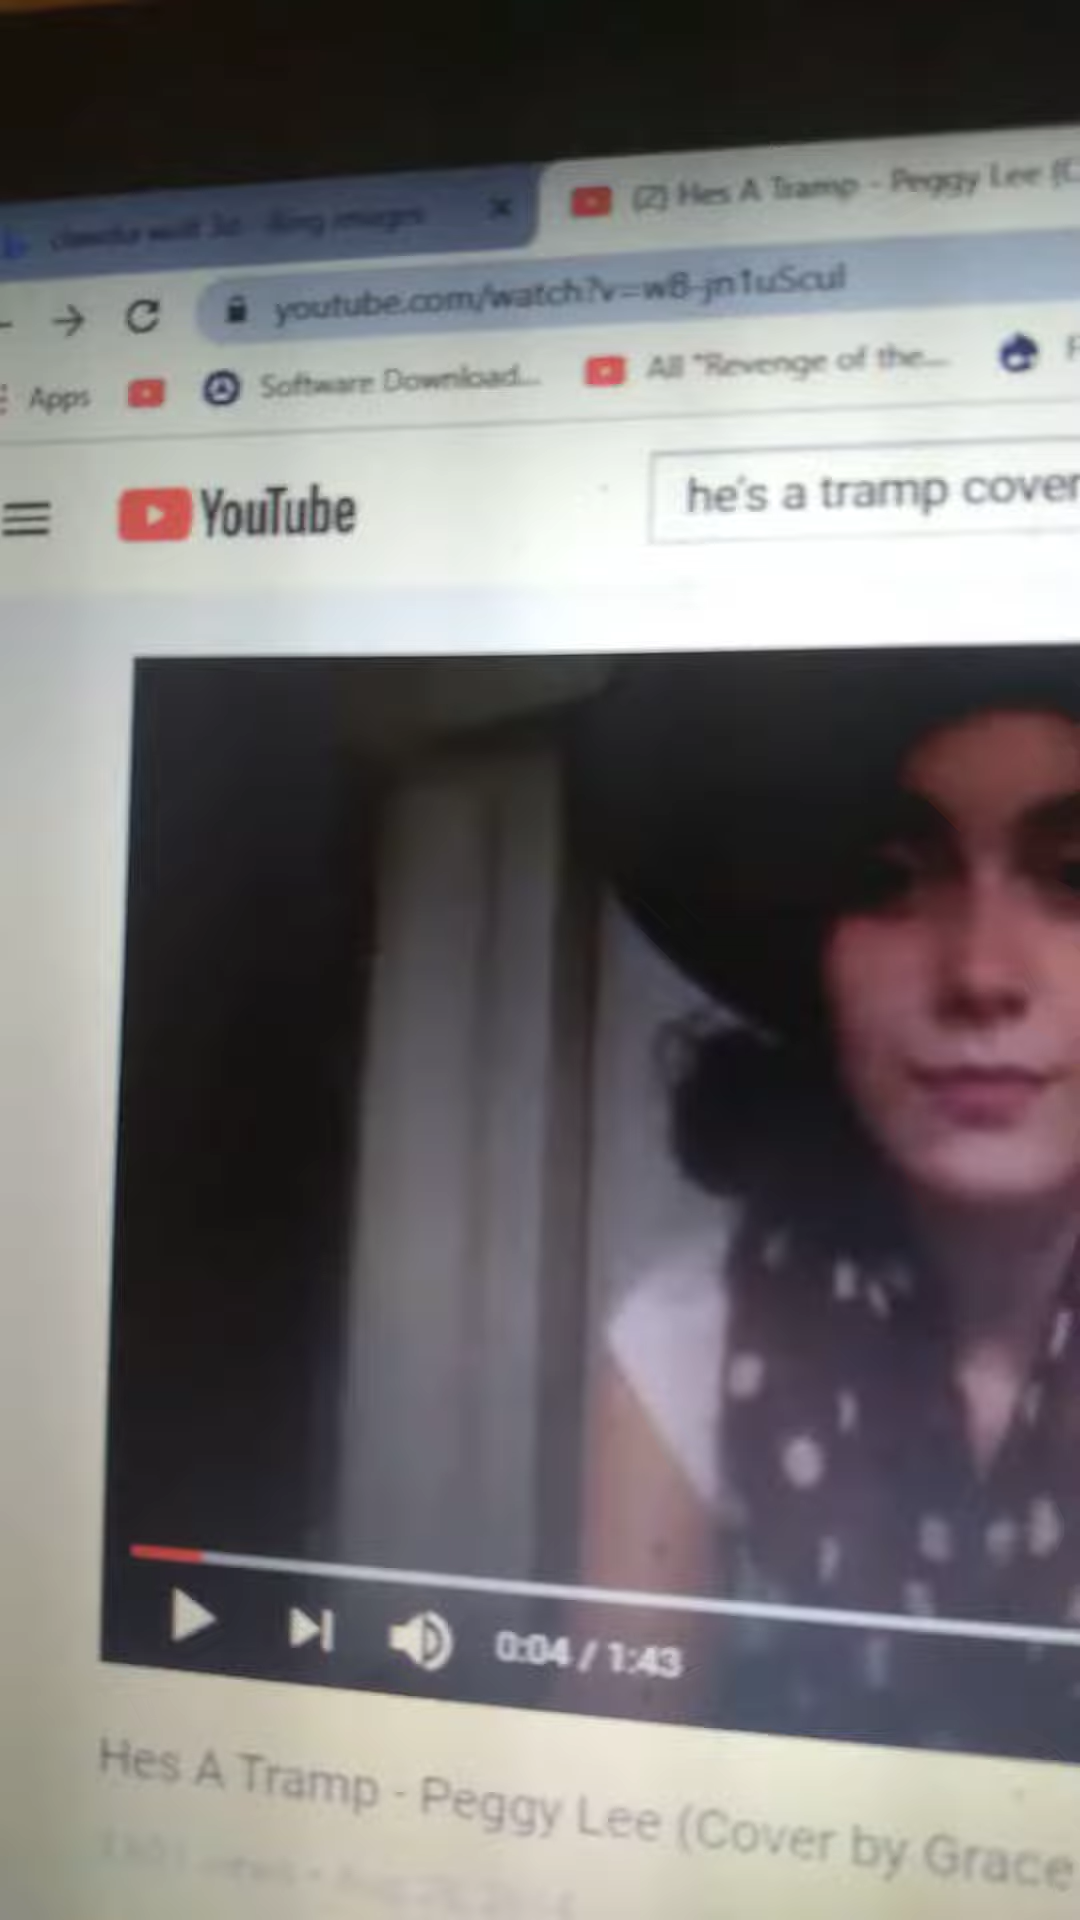 (2) Hes A Tramp - Peggy Lee (C
youtube.com/watch?v=w8-jn1uScuI
Apps Software Download... All "Revenge of the... F
YouTube he's a tramp cover
0:04 / 1:43
Hes A Tramp - Peggy Lee (Cover by Grace